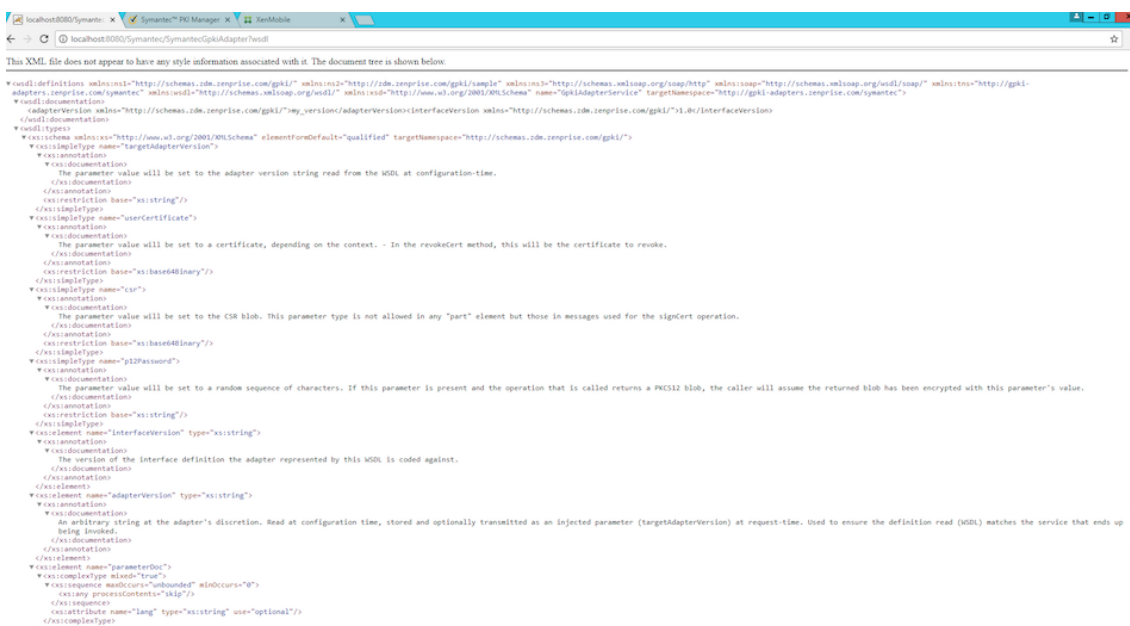 localhost:8080/Symantec
Symantec™ PKI Manager
XenMobile
localhost:8080/Symantec/SymantecGpkiAdapter?wsdl
This XML file does not appear to have any style information associated with it. The document tree is shown below.
▼<wsdl:definitions xmlns:ns1="http://schemas.zdm.zenprise.com/gpki/" xmlns:ns2="http://zdm.zenprise.com/gpki/sample" xmlns:ns3="http://schemas.xmlsoap.org/soap/http" xmlns:soap="http://schemas.xmlsoap.org/wsdl/soap/" xmlns:tns="http://gpki-
adapters.zenprise.com/symantec" xmlns:wsdl="http://schemas.xmlsoap.org/wsdl/" xmlns:xsd="http://www.w3.org/2001/XMLSchema" name="GpkiAdapterService" targetNamespace="http://gpki-adapters.zenprise.com/symantec">
▼<wsdl:documentation>
<adapterVersion xmlns="http://schemas.zdm.zenprise.com/gpki/">my_version</adapterVersion><interfaceVersion xmlns="http://schemas.zdm.zenprise.com/gpki/">1.0</interfaceVersion>
</wsdl:documentation>
▼<wsdl:types>
▼<xs:schema xmlns:xs="http://www.w3.org/2001/XMLSchema" elementFormDefault="qualified" targetNamespace="http://schemas.zdm.zenprise.com/gpki/">
▼<xs:simpleType name="targetAdapterVersion">
▼<xs:annotation>
▼<xs:documentation>
The parameter value will be set to the adapter version string read from the WSDL at configuration-time.
</xs:documentation>
</xs:annotation>
<xs:restriction base="xs:string"/>
</xs:simpleType>
▼<xs:simpleType name="userCertificate">
▼<xs:annotation>
▼<xs:documentation>
The parameter value will be set to a certificate, depending on the context. - In the revokeCert method, this will be the certificate to revoke.
</xs:documentation>
</xs:annotation>
<xs:restriction base="xs:base64Binary"/>
</xs:simpleType>
▼<xs:simpleType name="csr">
▼<xs:annotation>
▼<xs:documentation>
The parameter value will be set to the CSR blob. This parameter type is not allowed in any "part" element but those in messages used for the signCert operation.
</xs:documentation>
</xs:annotation>
<xs:restriction base="xs:base64Binary"/>
</xs:simpleType>
▼<xs:simpleType name="p12Password">
▼<xs:annotation>
▼<xs:documentation>
The parameter value will be set to a random sequence of characters. If this parameter is present and the operation that is called returns a PKCS12 blob, the caller will assume the returned blob has been encrypted with this parameter's value.
</xs:documentation>
</xs:annotation>
<xs:restriction base="xs:string"/>
</xs:simpleType>
▼<xs:element name="interfaceVersion" type="xs:string">
▼<xs:annotation>
▼<xs:documentation>
The version of the interface definition the adapter represented by this WSDL is coded against.
</xs:documentation>
</xs:annotation>
</xs:element>
▼<xs:element name="adapterVersion" type="xs:string">
▼<xs:annotation>
▼<xs:documentation>
An arbitrary string at the adapter's discretion. Read at configuration time, stored and optionally transmitted as an injected parameter (targetAdapterVersion) at request-time. Used to ensure the definition read (WSDL) matches the service that ends up
being invoked.
</xs:documentation>
</xs:annotation>
</xs:element>
▼<xs:element name="parameterDoc">
▼<xs:complexType mixed="true">
▼<xs:sequence maxOccurs="unbounded" minOccurs="0">
<xs:any processContents="skip"/>
</xs:sequence>
<xs:attribute name="lang" type="xs:string" use="optional"/>
</xs:complexType>